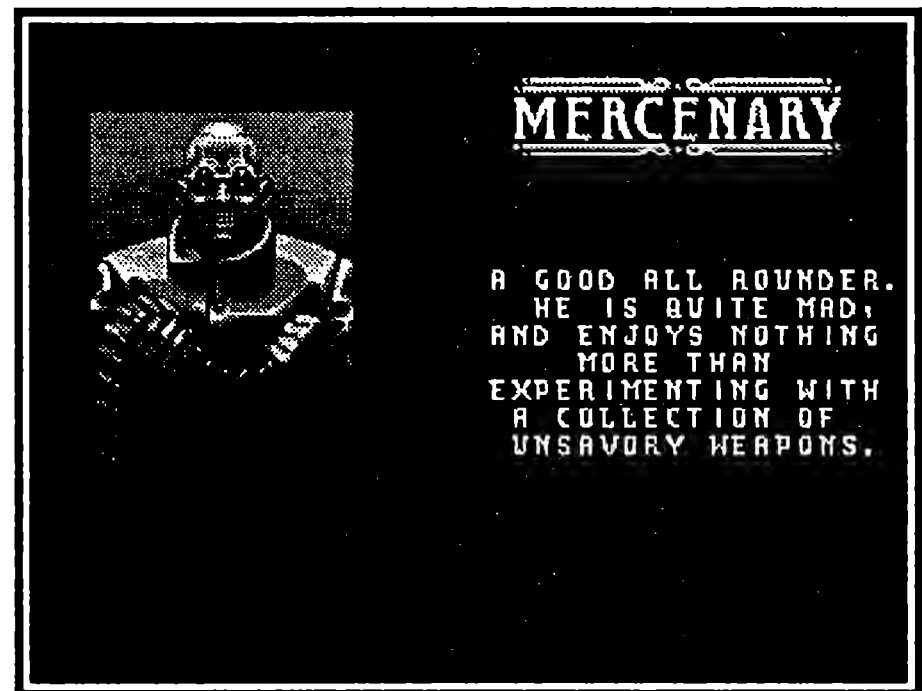 MERCENARY
A GOOD ALL ROUNDER.
HE IS QUITE MAD,
AND ENJOYS NOTHING
MORE THAN
EXPERIMENTING WITH
A COLLECTION OF
UNSAVORY WEAPONS.